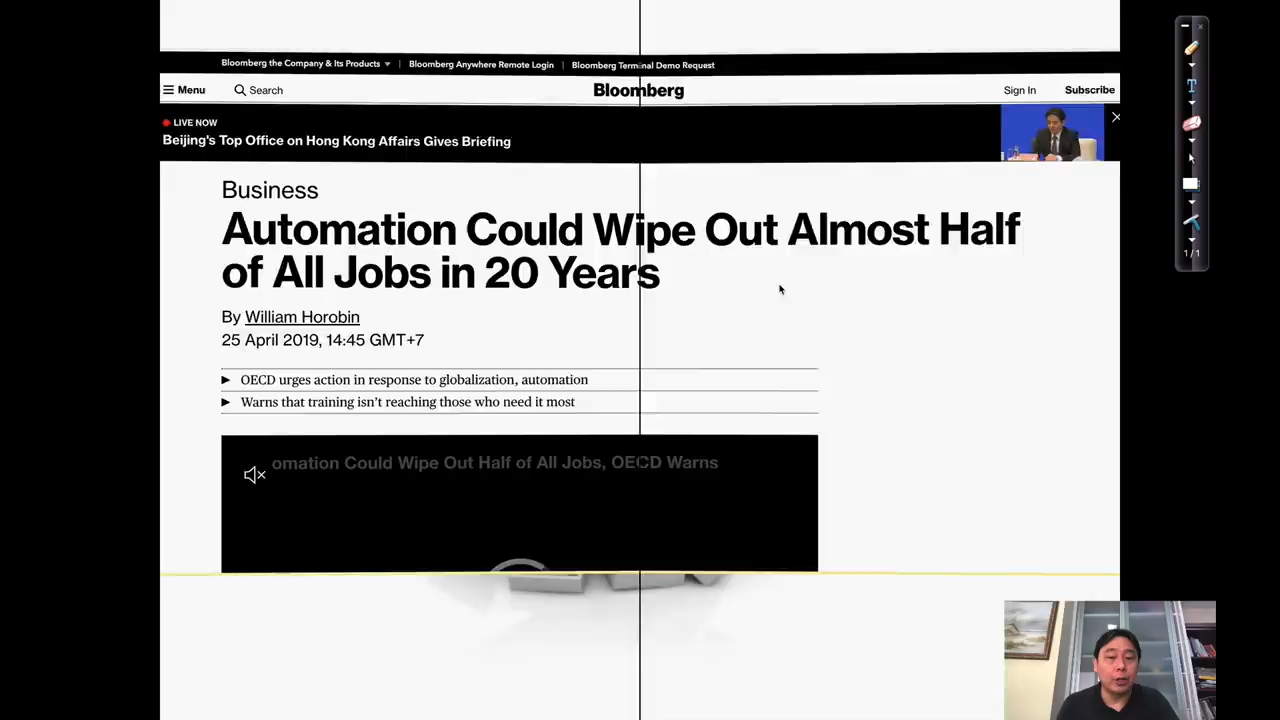 Bloomberg the Company & Its Products
Bloomberg Anywhere Remote Login
Bloomberg Terminal Demo Request
Menu
Search
Bloomberg
Sign In
Subscribe
LIVE NOW
Beijing's Top Office on Hong Kong Affairs Gives Briefing
Business
Automation Could Wipe Out Almost Half
of All Jobs in 20 Years
By William Horobin
25 April 2019, 14:45 GMT+7
OECD urges action in response to globalization, automation
Warns that training isn't reaching those who need it most
omation Could Wipe Out Half of All Jobs, OECD Warns
T
1/1